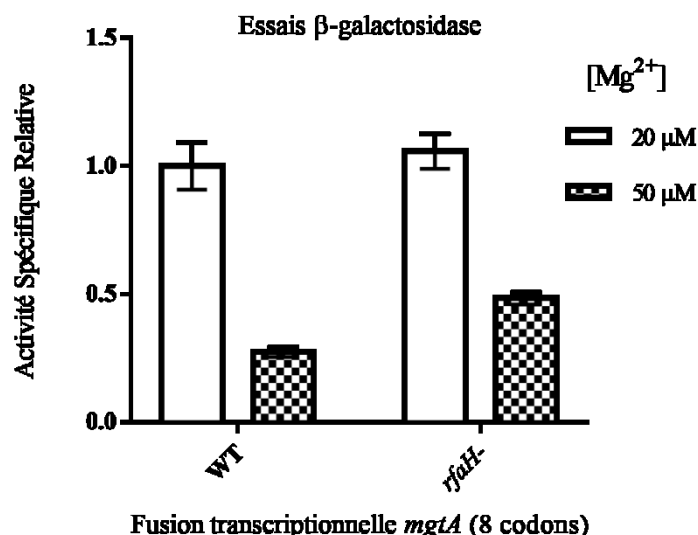 Essais β-galactosidase
Activité Spécifique Relative
1.5
1.0
0.5
0.0
[Mg²⁺]
20 µM
50 µM
WT
rfaH-
Fusion transcriptionnelle mgtA (8 codons)